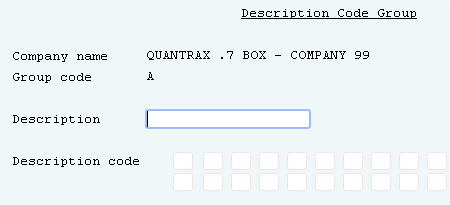 Description Code Group
Company name QUANTRAX .7 BOX - COMPANY 99
Group code A
Description
Description code